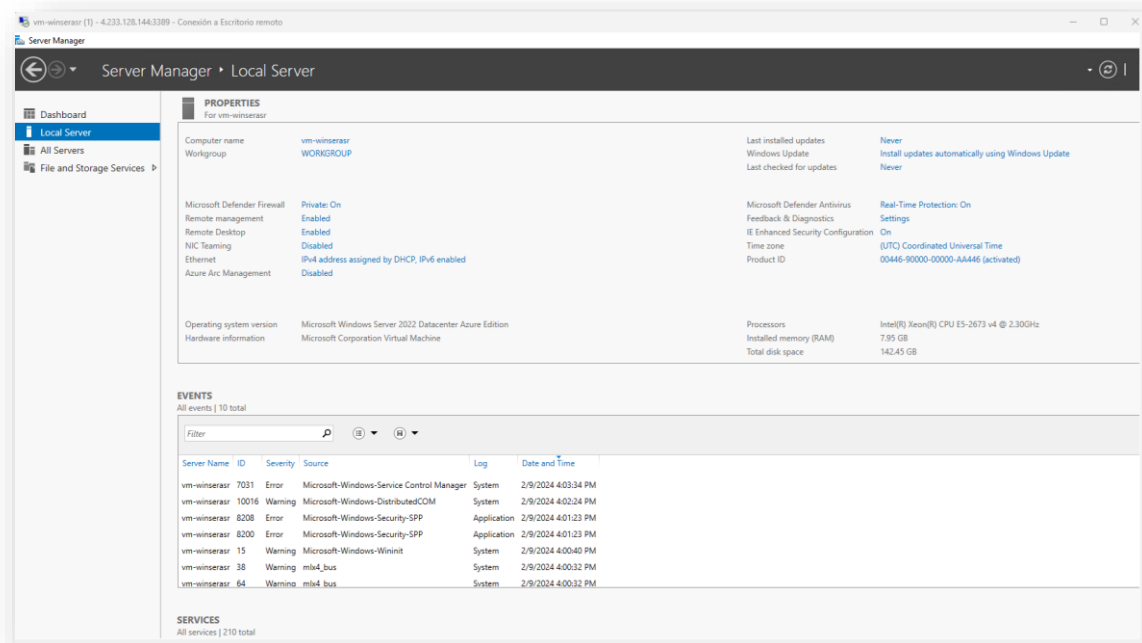 vm-winserasr (1) - 4.233.128.144:3389 - Conexión a Escritorio remoto
Server Manager
Server Manager • Local Server
Dashboard
Local Server
All Servers
File and Storage Services
PROPERTIES
For vm-winserasr
Computer name vm-winserasr Last installed updates Never
Workgroup WORKGROUP Windows Update Install updates automatically using Windows Update
Last checked for updates Never
Microsoft Defender Firewall Private: On Microsoft Defender Antivirus Real-Time Protection: On
Remote management Enabled Feedback & Diagnostics Settings
Remote Desktop Enabled IE Enhanced Security Configuration On
NIC Teaming Disabled Time zone (UTC) Coordinated Universal Time
Ethernet IPv4 address assigned by DHCP, IPv6 enabled Product ID 00446-90000-00000-AA446 (activated)
Azure Arc Management Disabled
Operating system version Microsoft Windows Server 2022 Datacenter Azure Edition Processors Intel(R) Xeon(R) CPU E5-2673 v4 @ 2.30GHz
Hardware information Microsoft Corporation Virtual Machine Installed memory (RAM) 7.95 GB
Total disk space 142.45 GB
EVENTS
All events | 10 total
Filter
Server Name ID Severity Source Log Date and Time
vm-winserasr 7031 Error Microsoft-Windows-Service Control Manager System 2/9/2024 4:03:34 PM
vm-winserasr 10016 Warning Microsoft-Windows-DistributedCOM System 2/9/2024 4:02:24 PM
vm-winserasr 8208 Error Microsoft-Windows-Security-SPP Application 2/9/2024 4:01:23 PM
vm-winserasr 8200 Error Microsoft-Windows-Security-SPP Application 2/9/2024 4:01:23 PM
vm-winserasr 15 Warning Microsoft-Windows-Wininit System 2/9/2024 4:00:40 PM
vm-winserasr 38 Warning mlx4_bus System 2/9/2024 4:00:32 PM
vm-winserasr 64 Warning mlx4_bus System 2/9/2024 4:00:32 PM
SERVICES
All services | 210 total